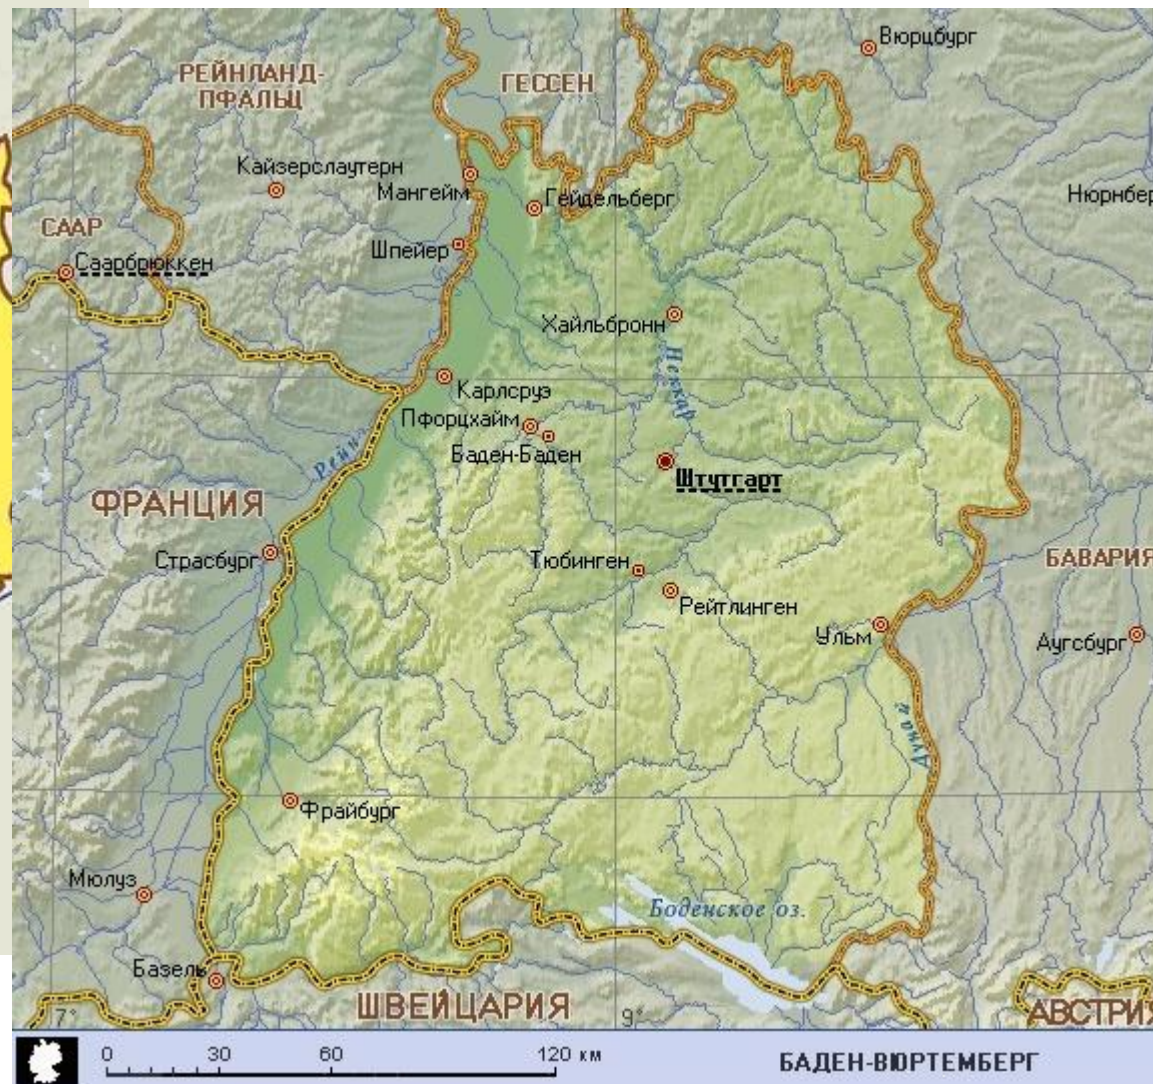 Вюрцбург
РЕЙНЛАНД-
ПФАЛЬЦ
ГЕССЕН
Кайзерслаутерн
Мангейм
Гейдельберг
Нюрнбер
СААР
Шпейер
Саарбрюккен
Хайльбронн
Неккар
Карлсруэ
Пфорцхайм
Баден-Баден
Рейн
Штутгарт
ФРАНЦИЯ
Страсбург
Тюбинген
БАВАРИЯ
Рейтлинген
Ульм
Аугсбург
Дунай
Фрайбург
Мюлуз
Боденское оз.
Базель
ШВЕЙЦАРИЯ
АВСТРИЯ
7°
9°
0 30 60 120 км
БАДЕН-ВЮРТЕМБЕРГ